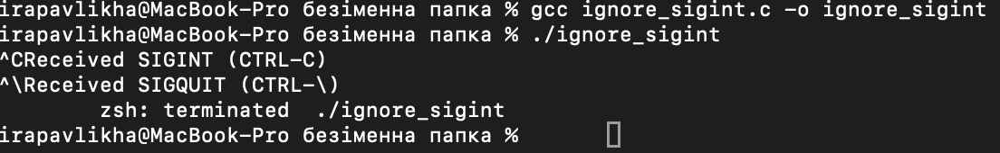 irapavlikha@MacBook-Pro безіменна папка % gcc ignore_sigint.c -o ignore_sigint
irapavlikha@MacBook-Pro безіменна папка % ./ignore_sigint
^CReceived SIGINT (CTRL-C)
^\Received SIGQUIT (CTRL-\)
zsh: terminated  ./ignore_sigint
irapavlikha@MacBook-Pro безіменна папка %